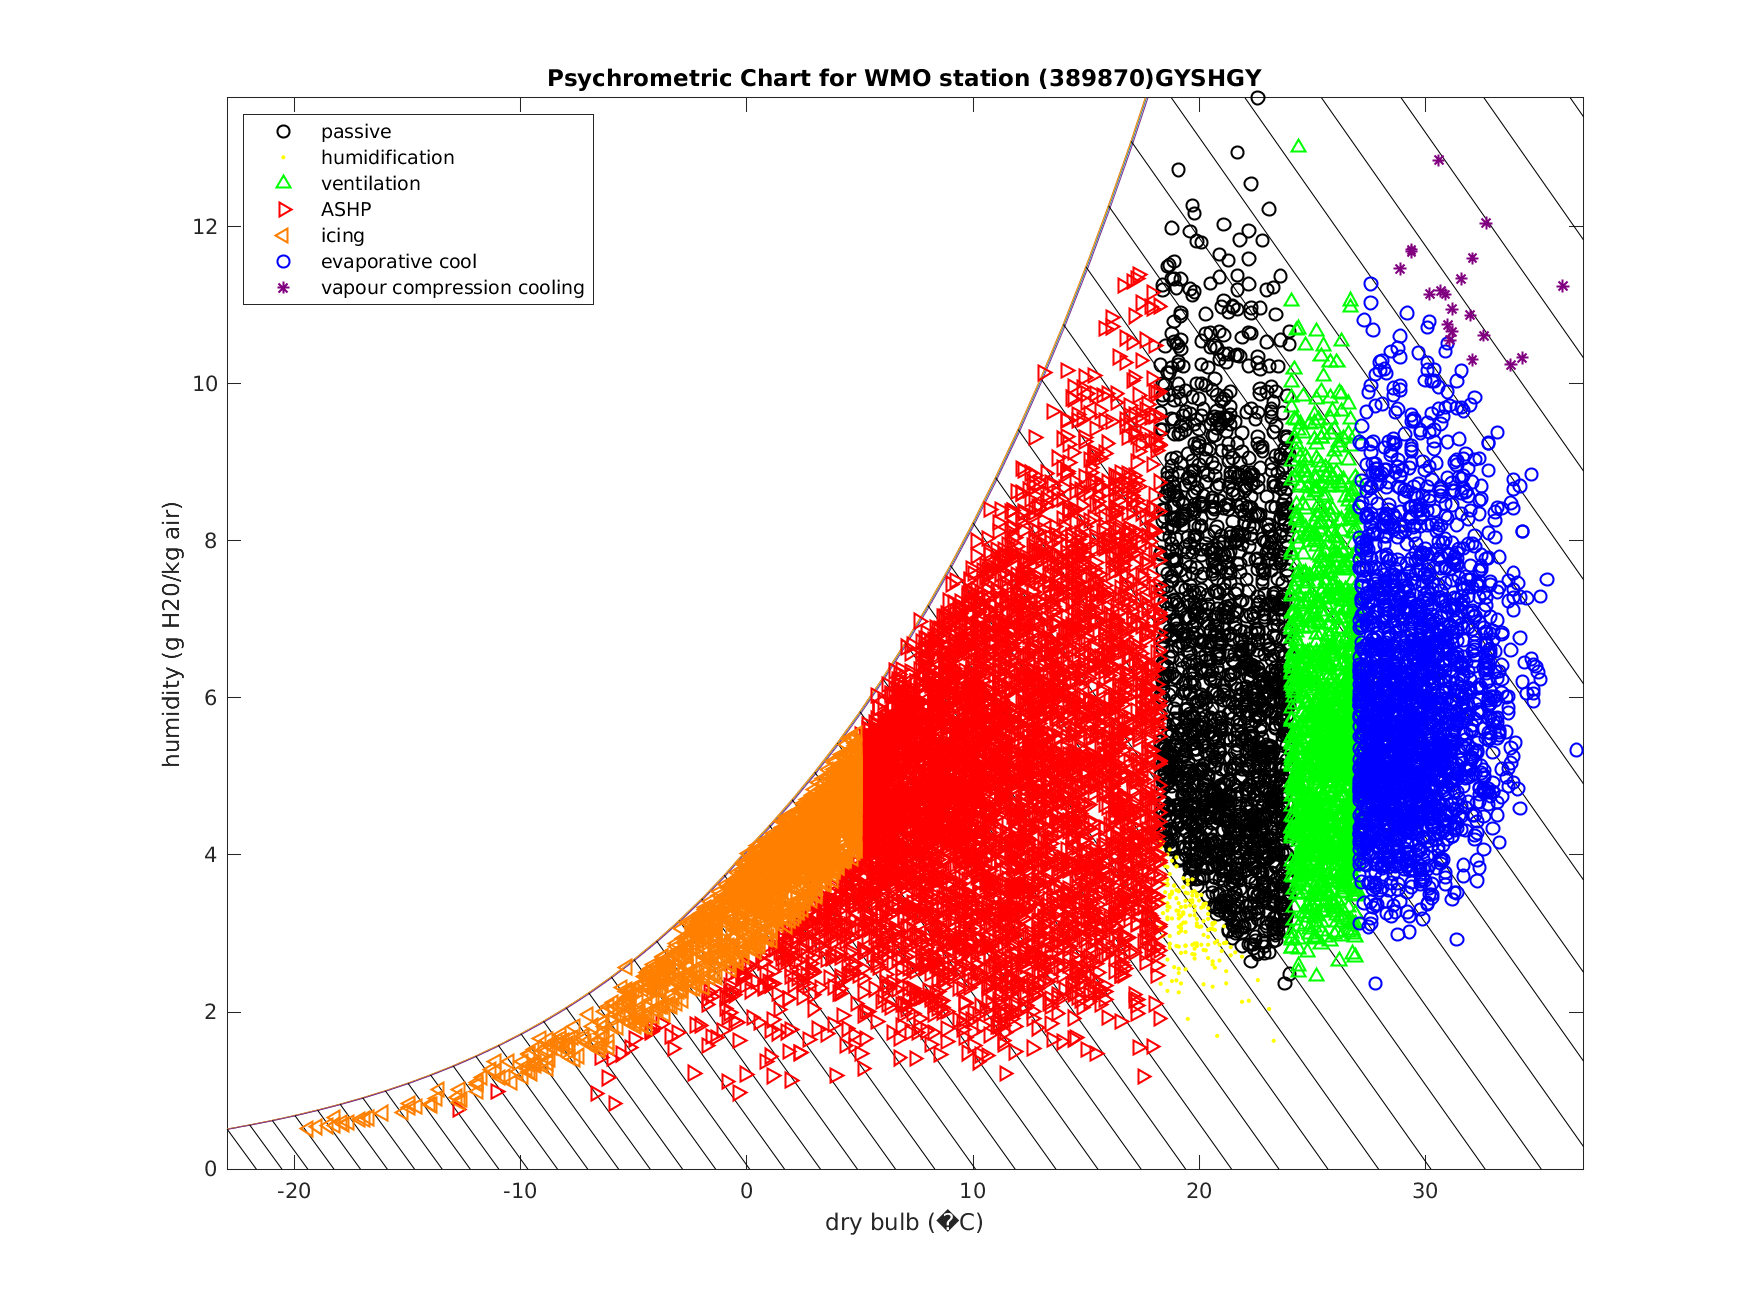 Psychrometric Chart for WMO station (389870)GYSHGY
passive
humidification
ventilation
ASHP
icing
evaporative cool
vapour compression cooling
humidity (g H20/kg air)
12
10
8
6
4
2
0
-20 -10 0 10 20 30
dry bulb (�C)